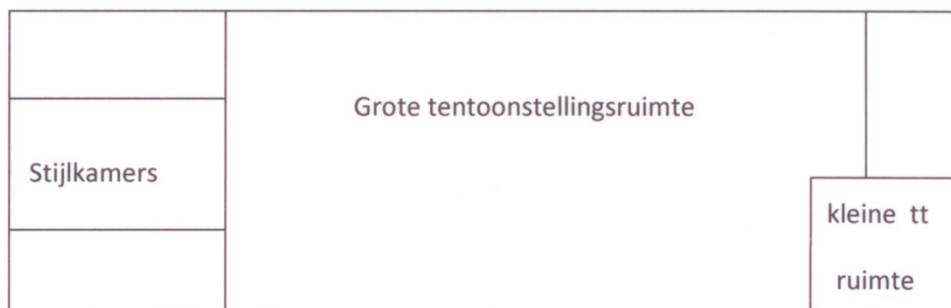 Grote tentoonstellingsruimte
Stijlkamers
kleine tt
ruimte